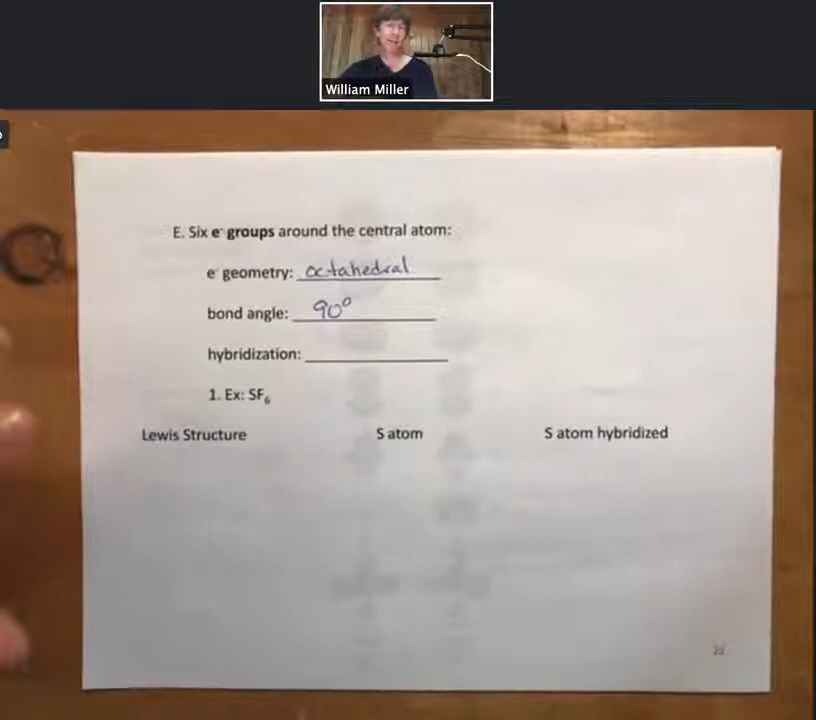 William Miller
E. Six e⁻ groups around the central atom:
e⁻ geometry: octahedral
bond angle: 90°
hybridization:
1. Ex: SF₆
Lewis Structure S atom S atom hybridized